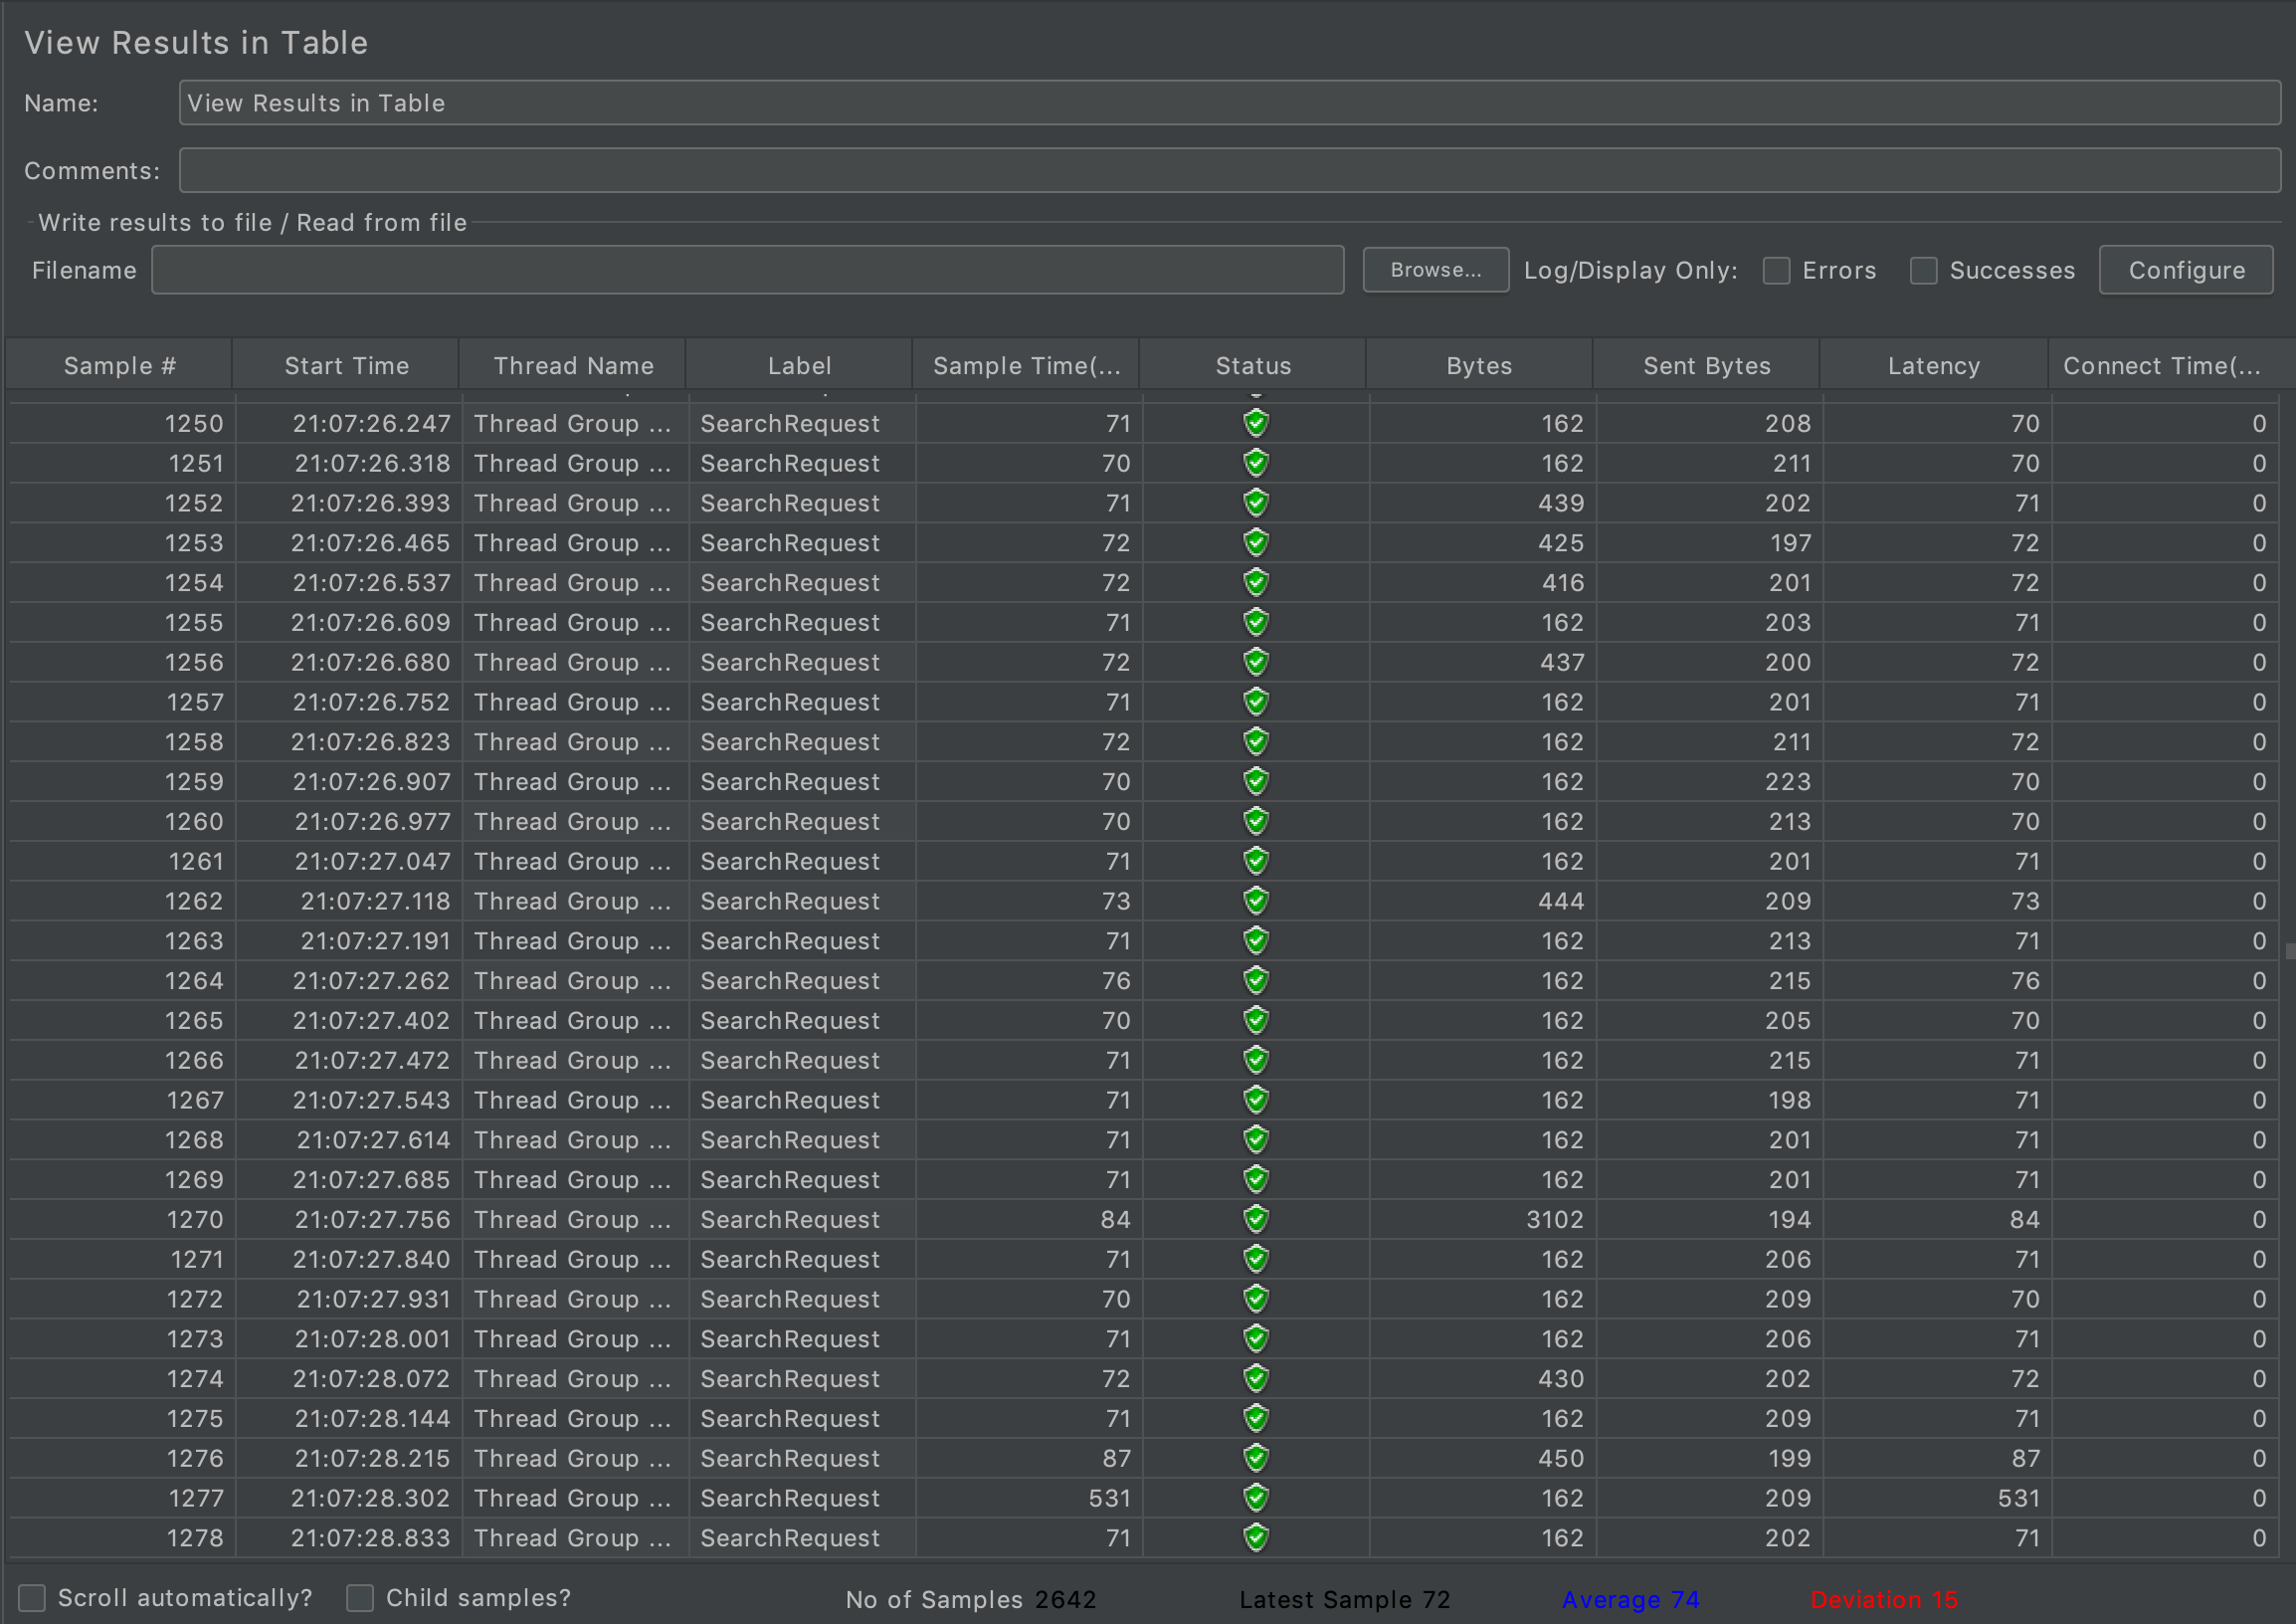 View Results in Table
Name: View Results in Table
Comments:
Write results to file / Read from file
Filename Browse... Log/Display Only: Errors Successes Configure
Sample # Start Time Thread Name Label Sample Time(... Status Bytes Sent Bytes Latency Connect Time(...
1250 21:07:26.247 Thread Group ... SearchRequest 71 162 208 70 0
1251 21:07:26.318 Thread Group ... SearchRequest 70 162 211 70 0
1252 21:07:26.393 Thread Group ... SearchRequest 71 439 202 71 0
1253 21:07:26.465 Thread Group ... SearchRequest 72 425 197 72 0
1254 21:07:26.537 Thread Group ... SearchRequest 72 416 201 72 0
1255 21:07:26.609 Thread Group ... SearchRequest 71 162 203 71 0
1256 21:07:26.680 Thread Group ... SearchRequest 72 437 200 72 0
1257 21:07:26.752 Thread Group ... SearchRequest 71 162 201 71 0
1258 21:07:26.823 Thread Group ... SearchRequest 72 162 211 72 0
1259 21:07:26.907 Thread Group ... SearchRequest 70 162 223 70 0
1260 21:07:26.977 Thread Group ... SearchRequest 70 162 213 70 0
1261 21:07:27.047 Thread Group ... SearchRequest 71 162 201 71 0
1262 21:07:27.118 Thread Group ... SearchRequest 73 444 209 73 0
1263 21:07:27.191 Thread Group ... SearchRequest 71 162 213 71 0
1264 21:07:27.262 Thread Group ... SearchRequest 76 162 215 76 0
1265 21:07:27.402 Thread Group ... SearchRequest 70 162 205 70 0
1266 21:07:27.472 Thread Group ... SearchRequest 71 162 215 71 0
1267 21:07:27.543 Thread Group ... SearchRequest 71 162 198 71 0
1268 21:07:27.614 Thread Group ... SearchRequest 71 162 201 71 0
1269 21:07:27.685 Thread Group ... SearchRequest 71 162 201 71 0
1270 21:07:27.756 Thread Group ... SearchRequest 84 3102 194 84 0
1271 21:07:27.840 Thread Group ... SearchRequest 71 162 206 71 0
1272 21:07:27.931 Thread Group ... SearchRequest 70 162 209 70 0
1273 21:07:28.001 Thread Group ... SearchRequest 71 162 206 71 0
1274 21:07:28.072 Thread Group ... SearchRequest 72 430 202 72 0
1275 21:07:28.144 Thread Group ... SearchRequest 71 162 209 71 0
1276 21:07:28.215 Thread Group ... SearchRequest 87 450 199 87 0
1277 21:07:28.302 Thread Group ... SearchRequest 531 162 209 531 0
1278 21:07:28.833 Thread Group ... SearchRequest 71 162 202 71 0
Scroll automatically? Child samples? No of Samples 2642 Latest Sample 72 Average 74 Deviation 15